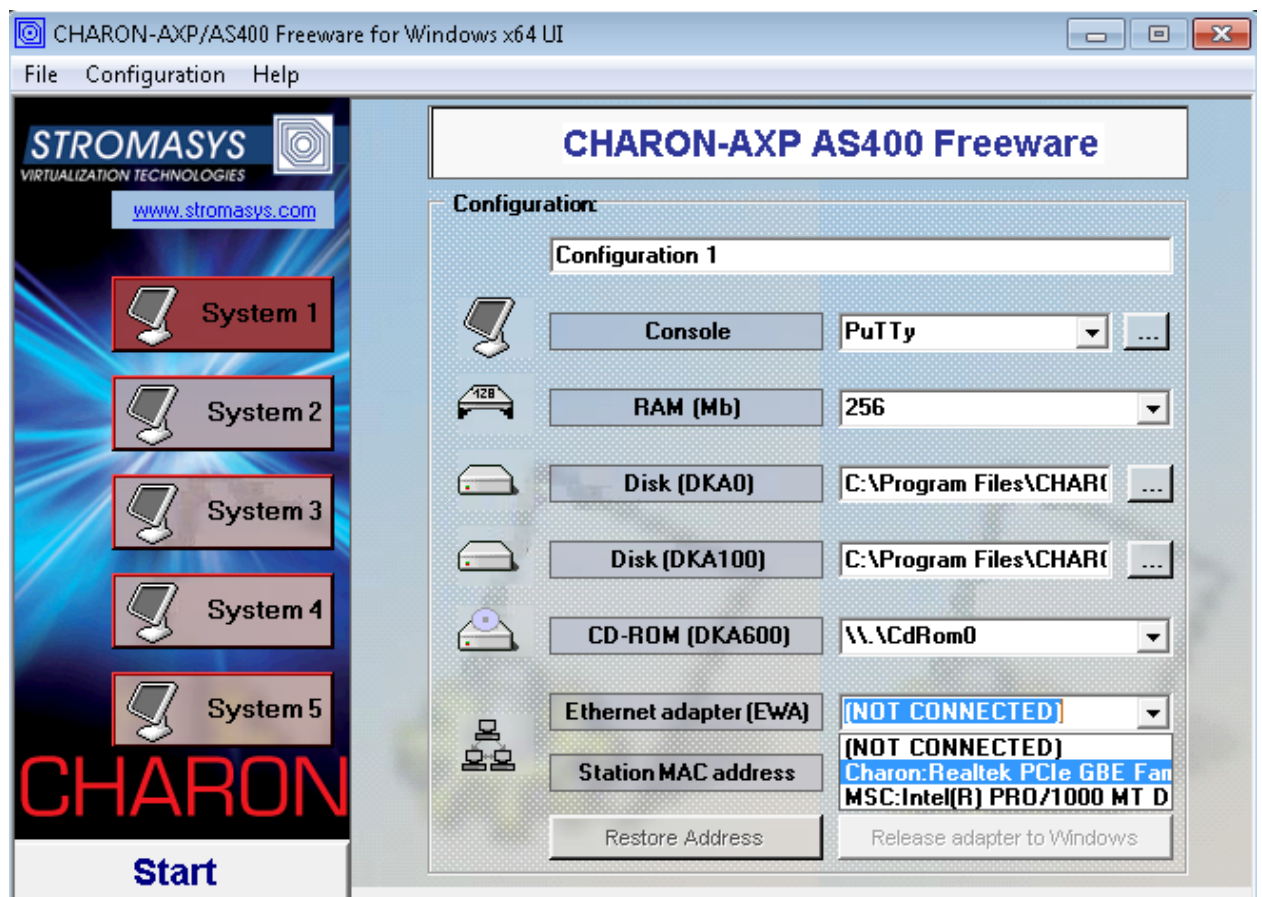 CHARON-AXP/AS400 Freeware for Windows x64 UI
File Configuration Help
STROMASYS
VIRTUALIZATION TECHNOLOGIES
www.stromasys.com
System 1
System 2
System 3
System 4
System 5
CHARON
Start
CHARON-AXP AS400 Freeware
Configuration:
Configuration 1
Console PuTTy ...
128
RAM (Mb) 256
Disk (DKA0) C:\Program Files\CHAR( ...
Disk (DKA100) C:\Program Files\CHAR( ...
CD-ROM (DKA600) \\.\CdRom0
Ethernet adapter (EWA) (NOT CONNECTED)
(NOT CONNECTED)
Station MAC address Charon:Realtek PCIe GBE Fan
MSC:Intel(R) PRO/1000 MT D
Restore Address Release adapter to Windows